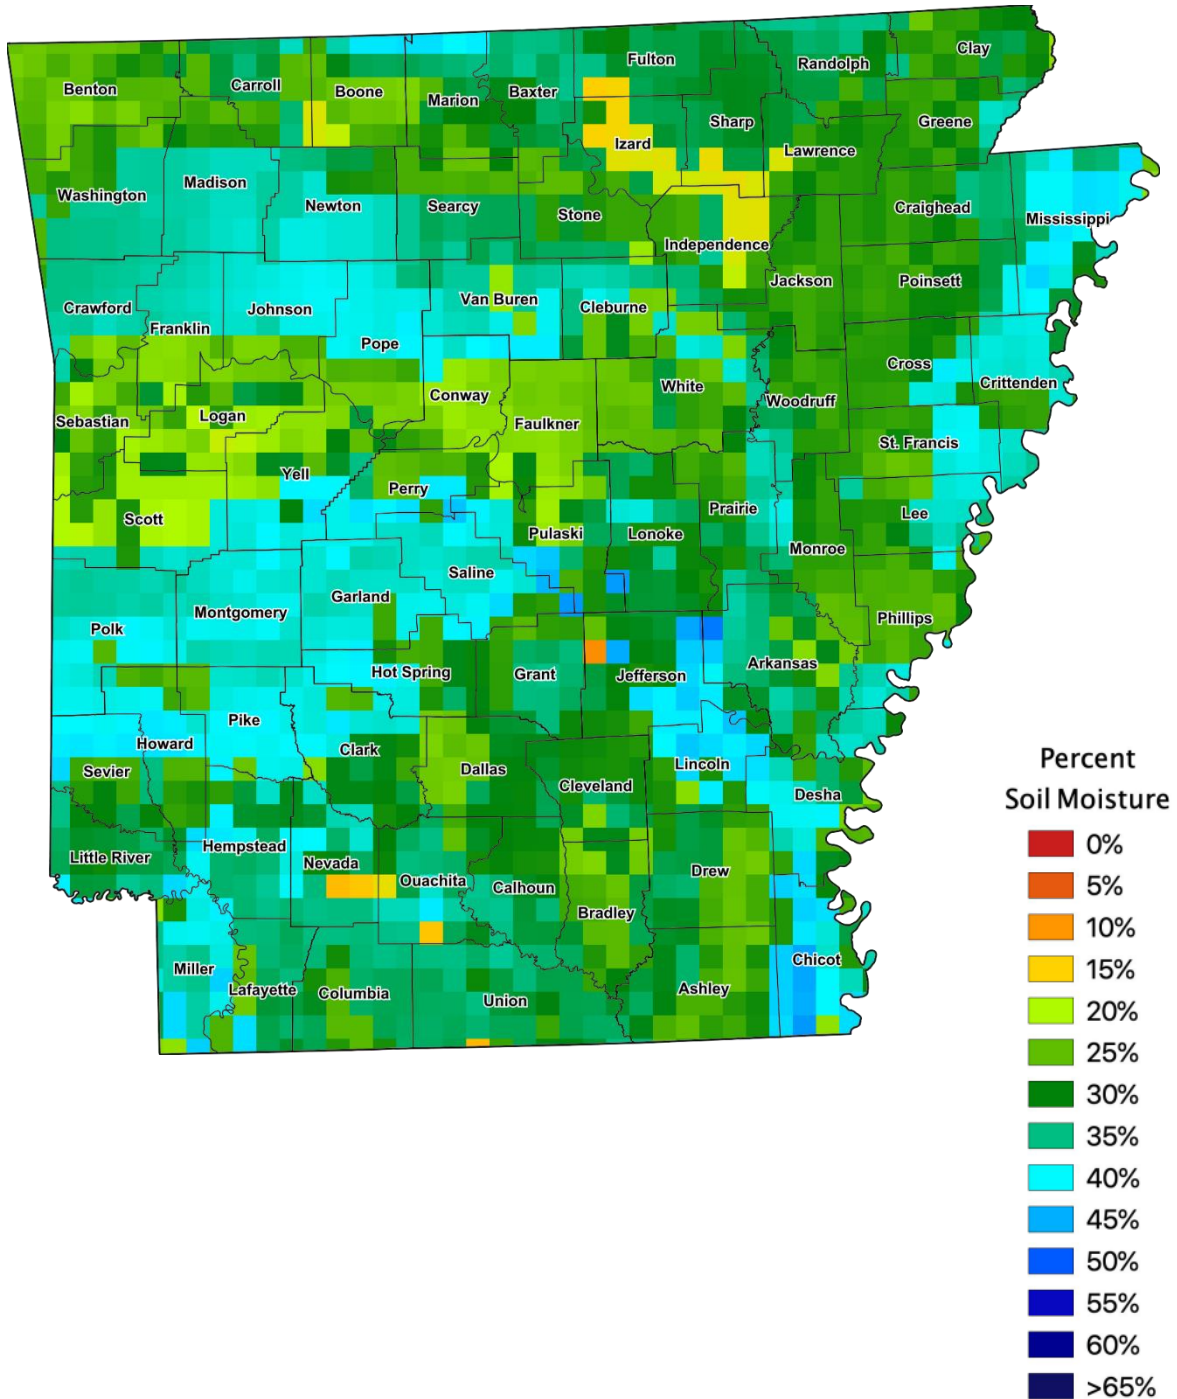 Benton
Carroll
Boone
Marion
Baxter
Fulton
Randolph
Clay
Izard
Sharp
Lawrence
Greene
Washington
Madison
Newton
Searcy
Stone
Independence
Craighead
Mississippi
Crawford
Franklin
Johnson
Pope
Van Buren
Cleburne
Jackson
Poinsett
Sebastian
Logan
Conway
Faulkner
White
Woodruff
Cross
Crittenden
Scott
Yell
Perry
Pulaski
Lonoke
Prairie
Monroe
St. Francis
Lee
Polk
Montgomery
Garland
Saline
Hot Spring
Grant
Jefferson
Arkansas
Phillips
Sevier
Howard
Pike
Clark
Dallas
Cleveland
Lincoln
Desha
Little River
Hempstead
Nevada
Ouachita
Calhoun
Bradley
Drew
Miller
Lafayette
Columbia
Union
Ashley
Chicot
Percent
Soil Moisture
0%
5%
10%
15%
20%
25%
30%
35%
40%
45%
50%
55%
60%
>65%